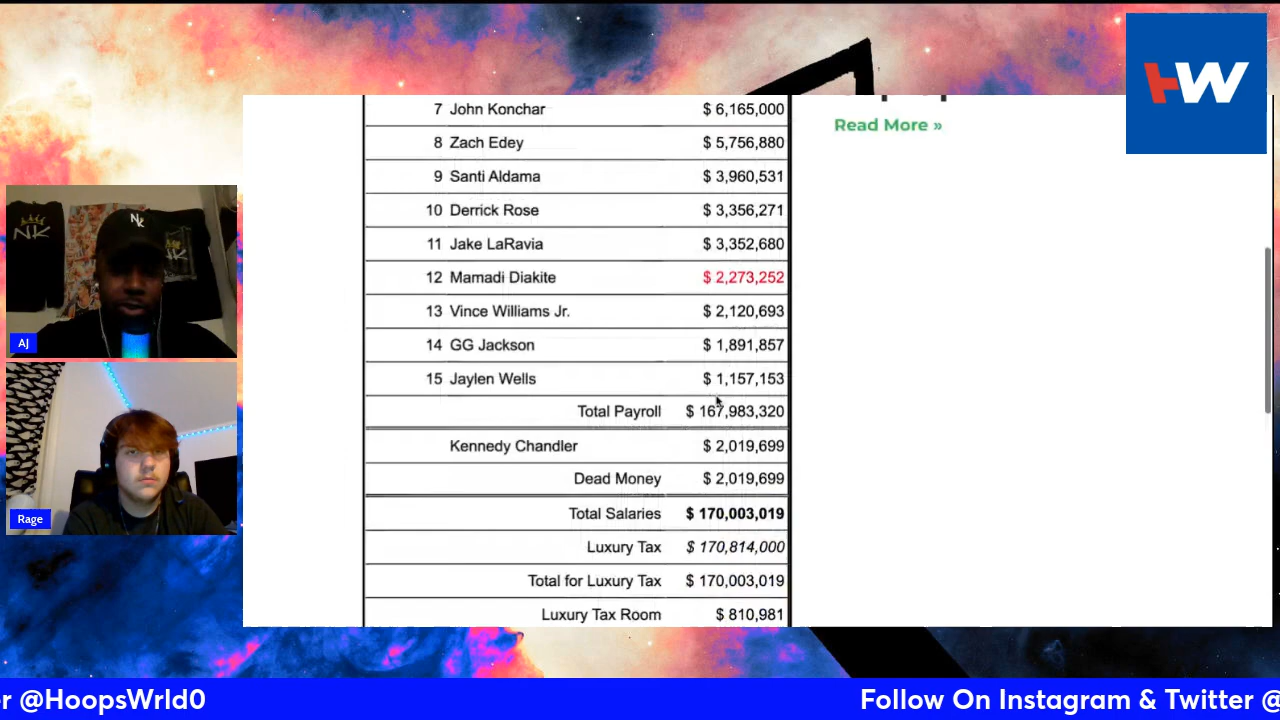 HW
7 John Konchar $ 6,165,000
Read More »
8 Zach Edey $ 5,756,880
9 Santi Aldama $ 3,960,531
10 Derrick Rose $ 3,356,271
11 Jake LaRavia $ 3,352,680
12 Mamadi Diakite $ 2,273,252
13 Vince Williams Jr. $ 2,120,693
14 GG Jackson $ 1,891,857
15 Jaylen Wells $ 1,157,153
Total Payroll $ 167,983,320
Kennedy Chandler $ 2,019,699
Dead Money $ 2,019,699
Total Salaries $ 170,003,019
Luxury Tax $ 170,814,000
Total for Luxury Tax $ 170,003,019
Luxury Tax Room $ 810,981
NK
NK
NK
AJ
Rage
r @HoopsWrld0 Follow On Instagram & Twitter @